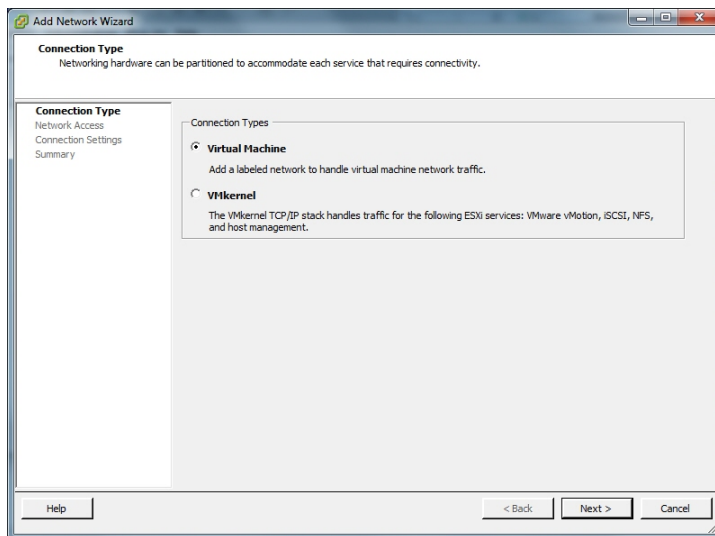 Add Network Wizard
Connection Type
Networking hardware can be partitioned to accommodate each service that requires connectivity.
Connection Type
Network Access
Connection Settings
Summary
Connection Types
Virtual Machine
Add a labeled network to handle virtual machine network traffic.
VMkernel
The VMkernel TCP/IP stack handles traffic for the following ESXi services: VMware vMotion, iSCSI, NFS,
and host management.
Help
< Back
Next >
Cancel